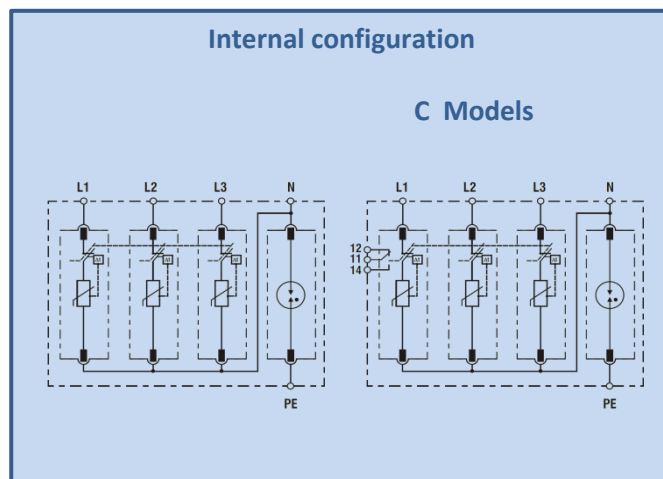 Internal configuration
C Models
L1 L2 L3 N
L1 L2 L3 N
12
11
14
PE
PE